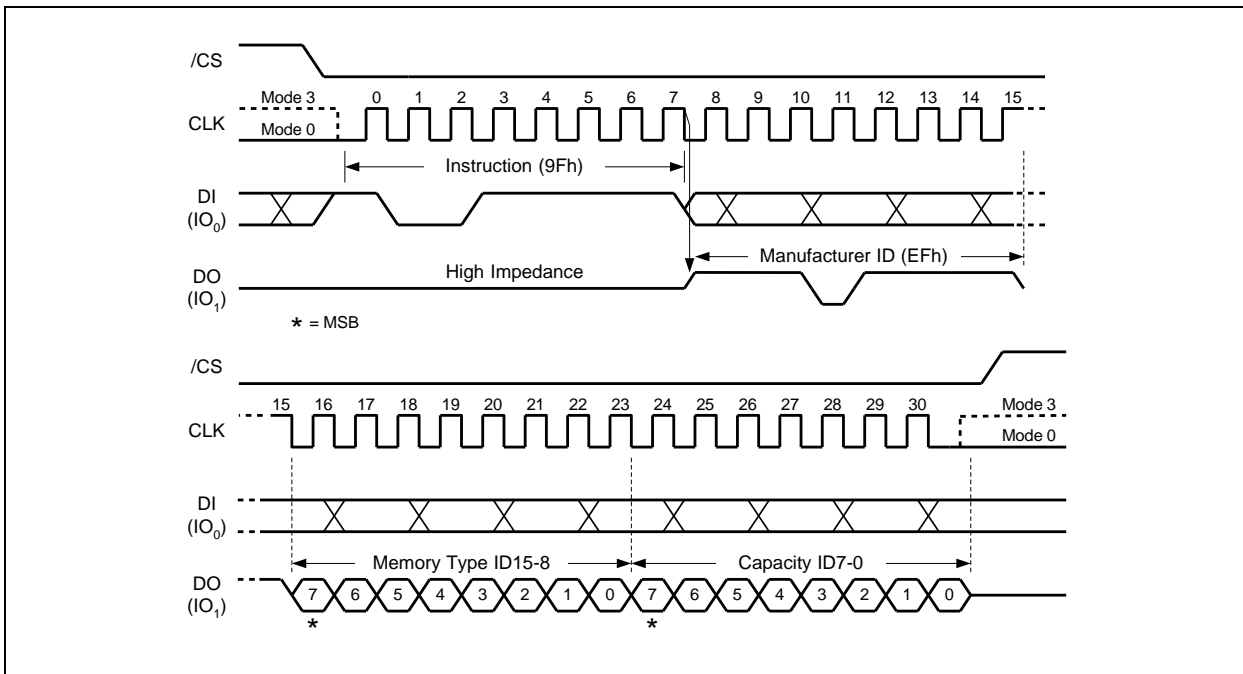 /CS
Mode 3
0 1 2 3 4 5 6 7 8 9 10 11 12 13 14 15
CLK
Mode 0
Instruction (9Fh)
DI
(IO0)
Manufacturer ID (EFh)
High Impedance
DO
(IO1)
* = MSB
/CS
15 16 17 18 19 20 21 22 23 24 25 26 27 28 29 30
Mode 3
CLK
Mode 0
DI
(IO0)
Memory Type ID15-8
Capacity ID7-0
DO
(IO1)
7 6 5 4 3 2 1 0 7 6 5 4 3 2 1 0
* *